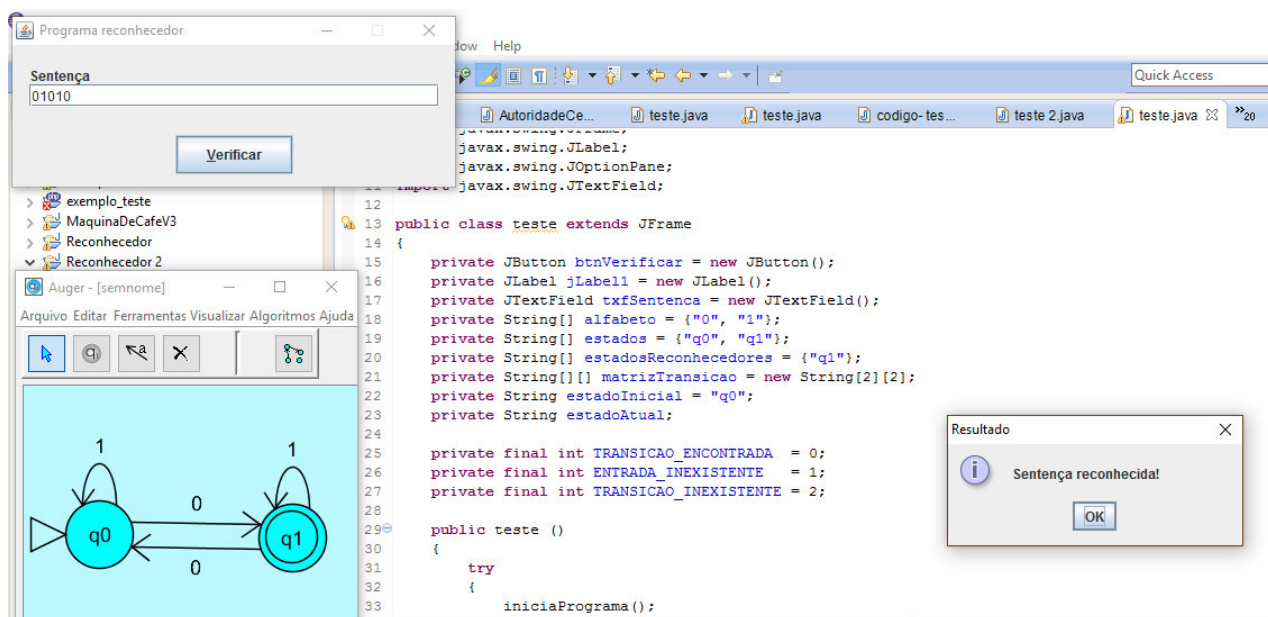 Programa reconhecedor
Sentença
01010
Verificar
Help
Quick Access
AutoridadeCe...
teste.java
teste.java
codigo- tes...
teste 2.java
teste.java
»20
exemplo_teste
MaquinaDeCafeV3
Reconhecedor
Reconhecedor 2
javax.swing.JLabel;
javax.swing.JOptionPane;
11 import javax.swing.JTextField;
12
13 public class teste extends JFrame
14 {
15 private JButton btnVerificar = new JButton();
16 private JLabel jLabel1 = new JLabel();
17 private JTextField txfSentenca = new JTextField();
18 private String[] alfabeto = {"0", "1"};
19 private String[] estados = {"q0", "q1"};
20 private String[] estadosReconhecedores = {"q1"};
21 private String[][] matrizTransicao = new String[2][2];
22 private String estadoInicial = "q0";
23 private String estadoAtual;
24
25 private final int TRANSICAO_ENCONTRADA = 0;
26 private final int ENTRADA_INEXISTENTE = 1;
27 private final int TRANSICAO_INEXISTENTE = 2;
28
29 public teste ()
30 {
31 try
32 {
33 iniciaPrograma();
Auger - [semnome]
Arquivo Editar Ferramentas Visualizar Algoritmos Ajuda
q
a
1
1
0
q0
q1
0
Resultado
Sentença reconhecida!
OK